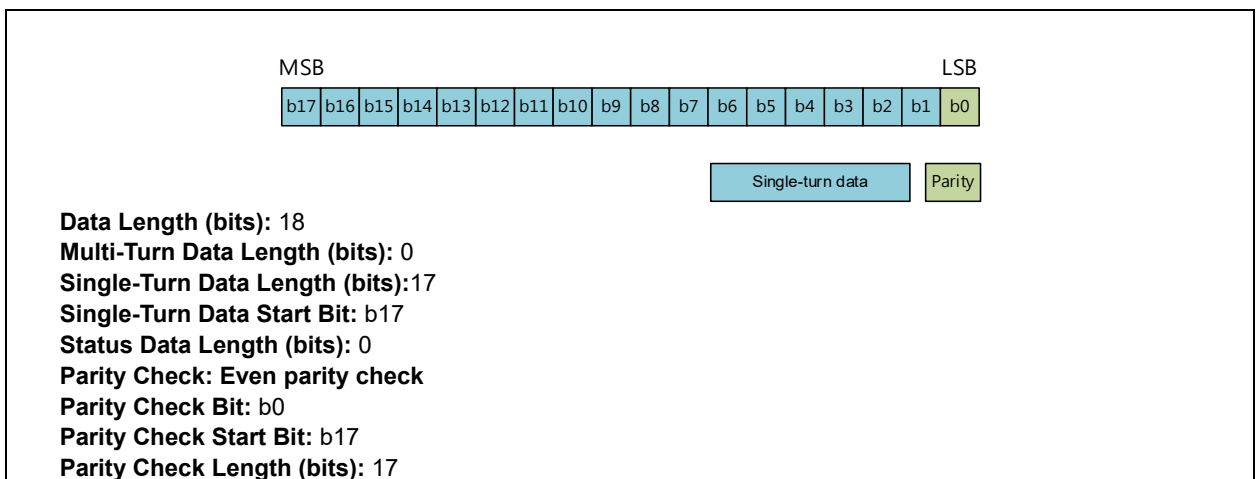 MSB LSB
b17 b16 b15 b14 b13 b12 b11 b10 b9 b8 b7 b6 b5 b4 b3 b2 b1 b0
Single-turn data Parity
Data Length (bits): 18
Multi-Turn Data Length (bits): 0
Single-Turn Data Length (bits):17
Single-Turn Data Start Bit: b17
Status Data Length (bits): 0
Parity Check: Even parity check
Parity Check Bit: b0
Parity Check Start Bit: b17
Parity Check Length (bits): 17